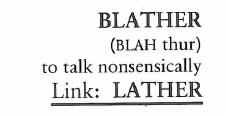 BLATHER
(BLAH thur)
to talk nonsensically
Link: LATHER